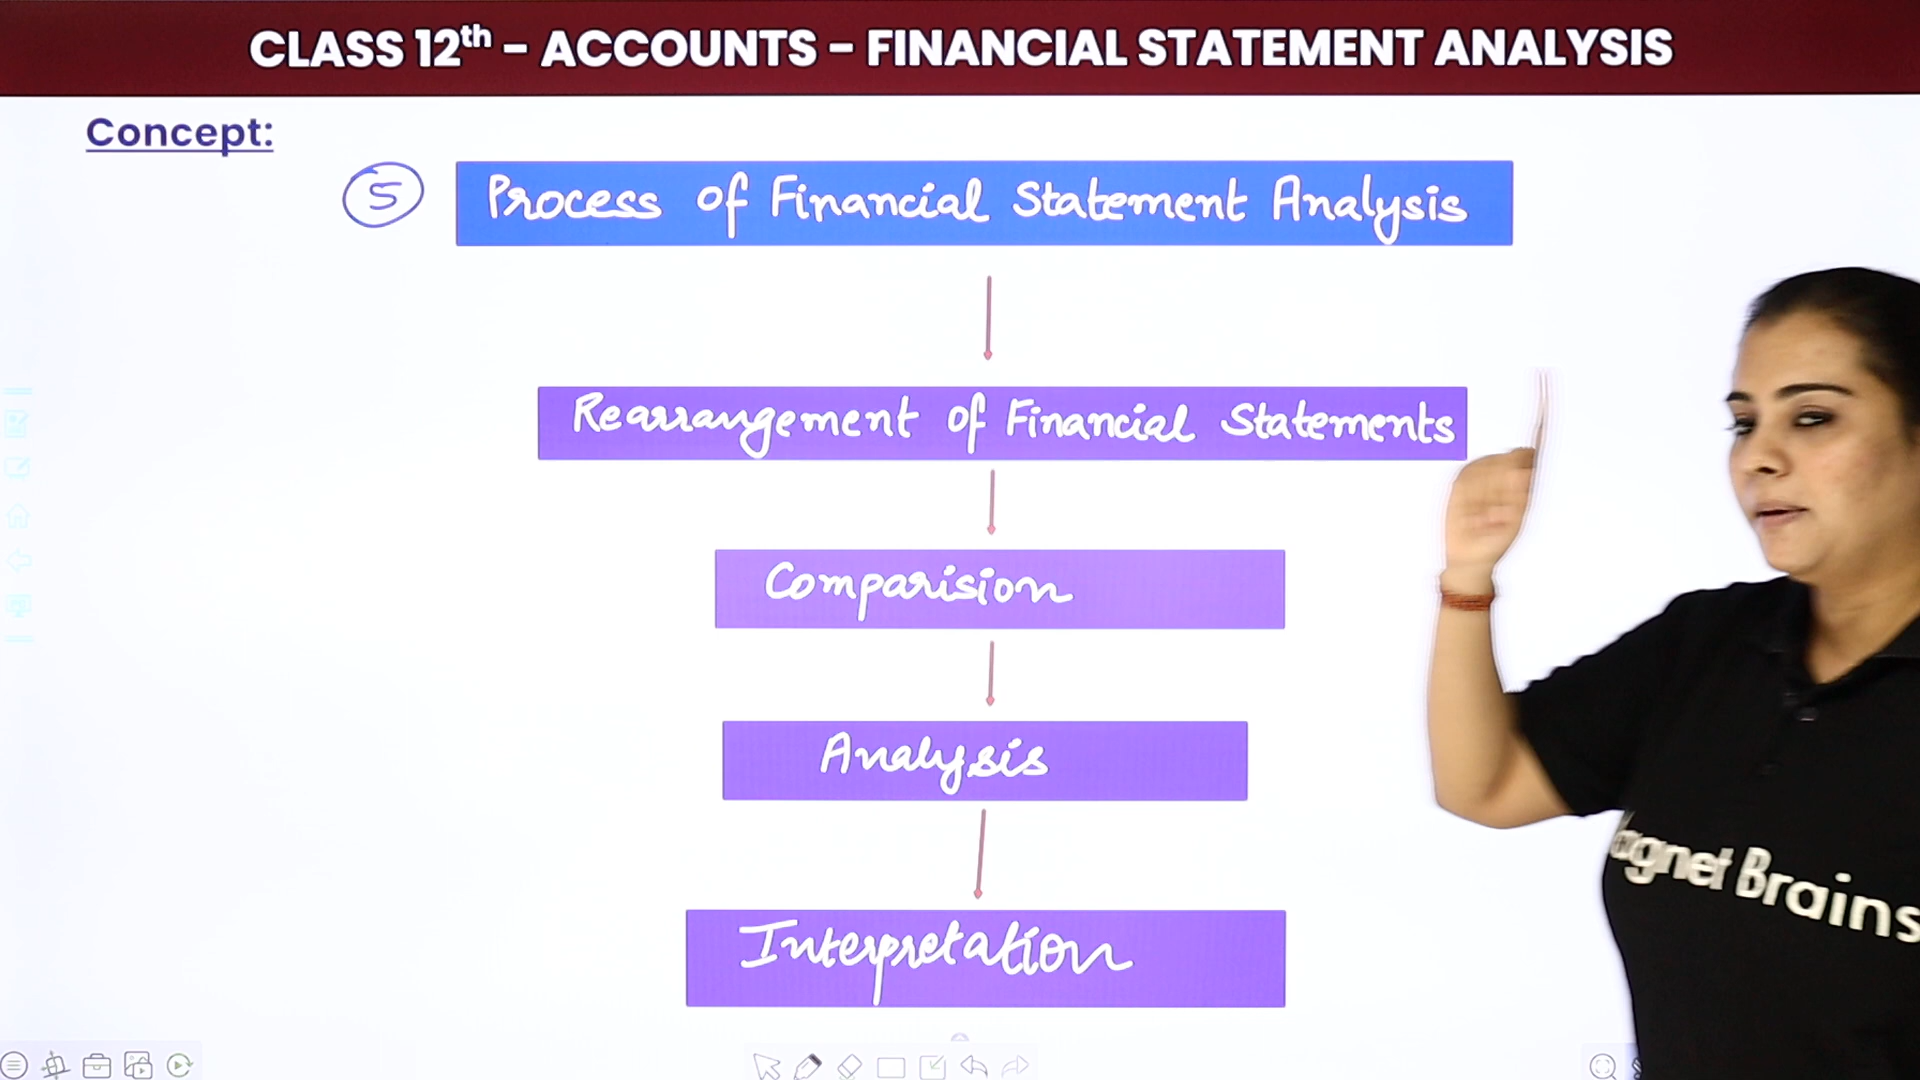 CLASS 12th – ACCOUNTS – FINANCIAL STATEMENT ANALYSIS
Concept:
5 Process of Financial Statement Analysis
Rearrangement of Financial Statements
Comparision
Analysis
Interpretation
agnet Brains